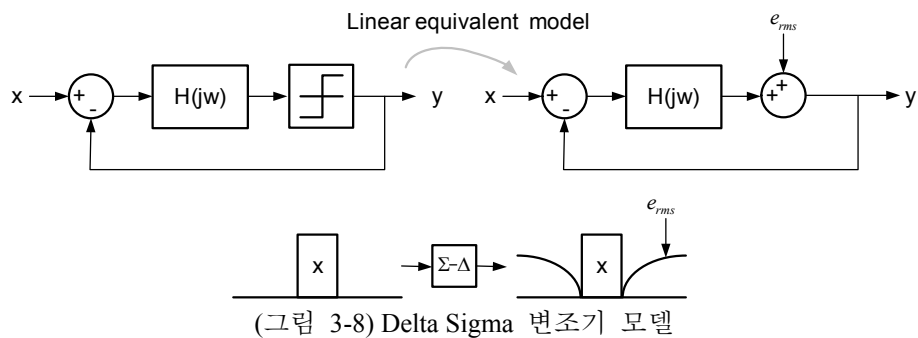 Linear equivalent model
e_rms
x
+
-
H(jw)
y
x
+
-
H(jw)
+
+
y
e_rms
x
Σ-Δ
x
(그림 3-8) Delta Sigma 변조기 모델